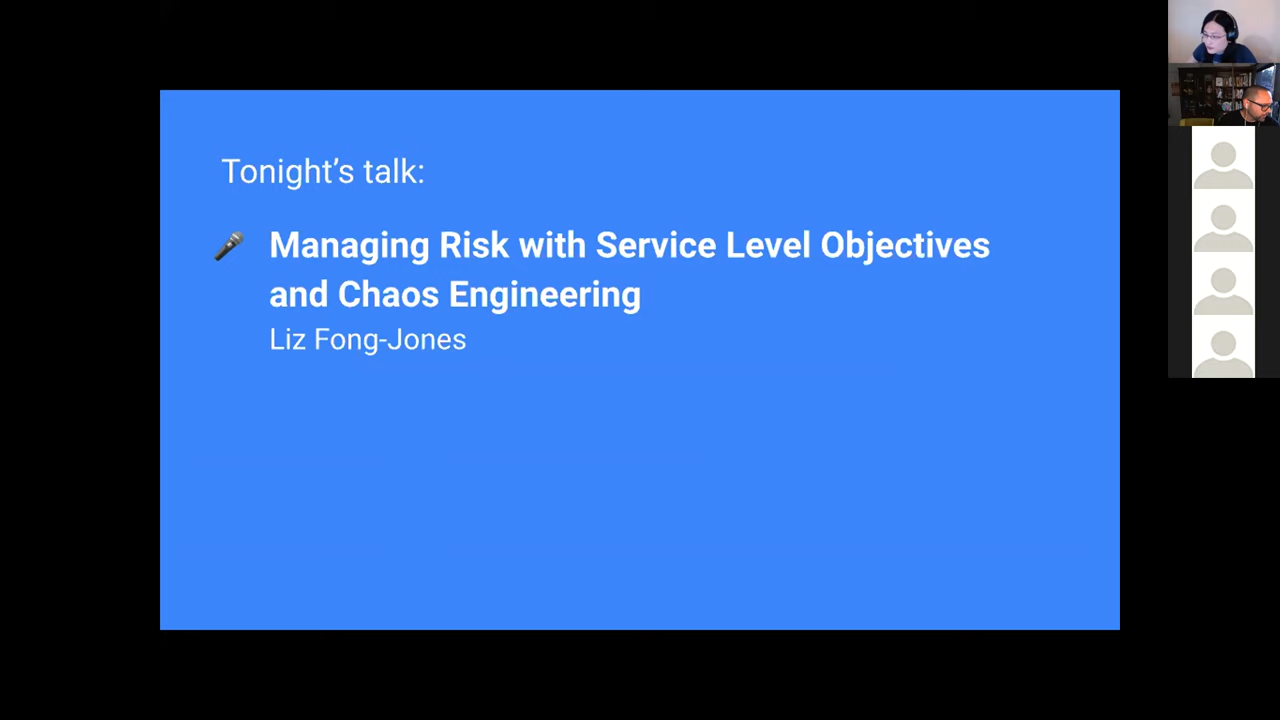 Tonight’s talk:
🎤 Managing Risk with Service Level Objectives
and Chaos Engineering
Liz Fong-Jones